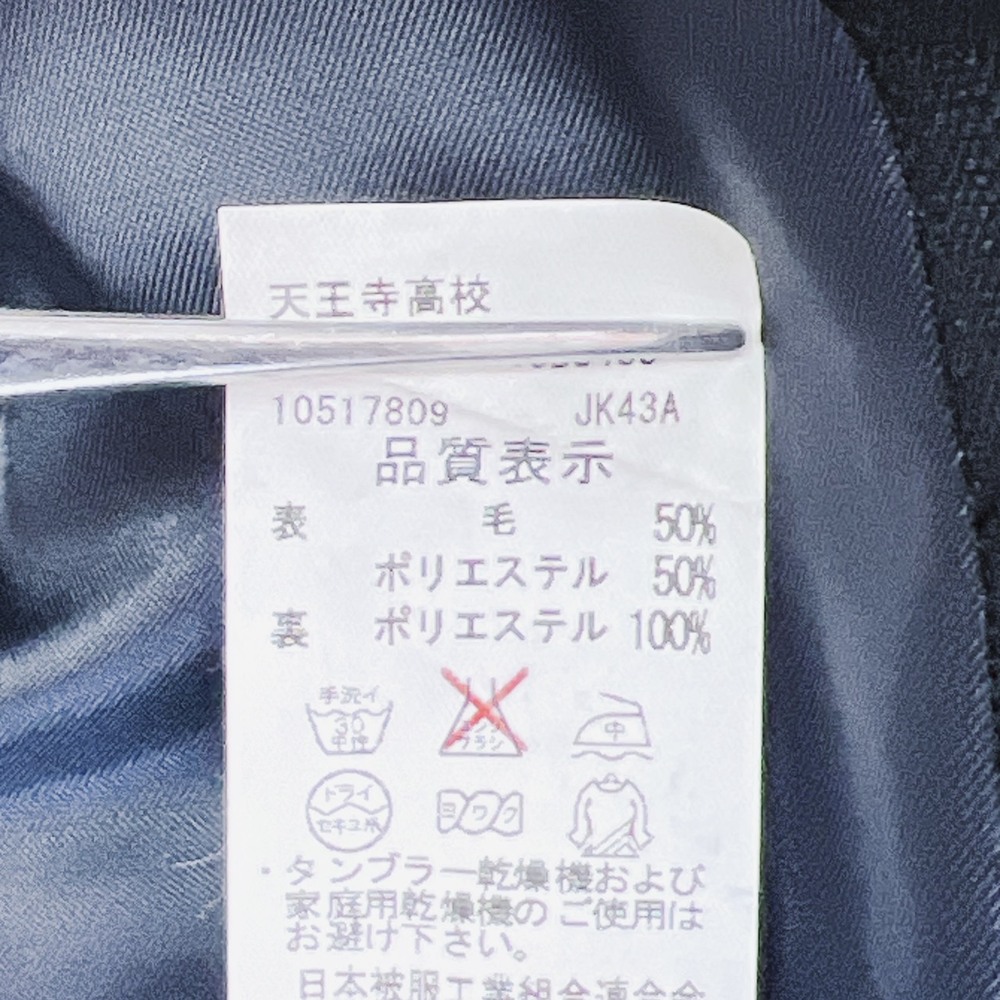 天王寺高校
10517809 JK43A
品質表示
表 毛 50%
ポリエステル 50%
裏 ポリエステル 100%
手洗イ
30
中性
エンソ
フラシ
中
ドライ
セキユ系
ヨワク
・タンブラー乾燥機および
家庭用乾燥機のご使用は
お避け下さい。
日本被服工業組合連合会